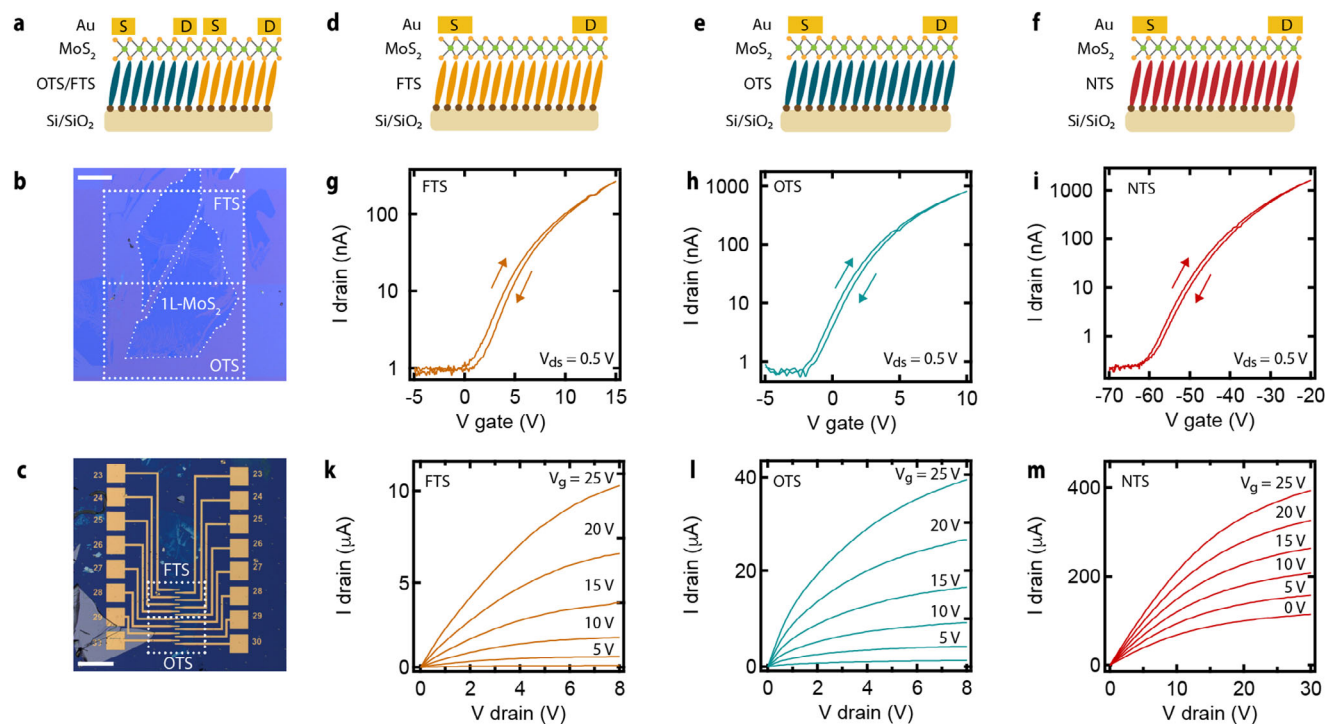 a
Au
S D S D
MoS₂
OTS/FTS
Si/SiO₂
d
Au
S D
MoS₂
FTS
Si/SiO₂
e
Au
S D
MoS₂
OTS
Si/SiO₂
f
Au
S D
MoS₂
NTS
Si/SiO₂
b
FTS
1L-MoS₂
OTS
g
FTS
I drain (nA)
100
10
1
V_ds = 0.5 V
-5 0 5 10 15
V gate (V)
h
OTS
I drain (nA)
1000
100
10
1
V_ds = 0.5 V
-5 0 5 10
V gate (V)
i
NTS
I drain (nA)
1000
100
10
1
V_ds = 0.5 V
-70 -60 -50 -40 -30 -20
V gate (V)
c
23 23
24 24
25 25
26 26
27 27
28 28
29 29
30
FTS
OTS
k
FTS
V_g = 25 V
20 V
15 V
10 V
5 V
I drain (μA)
10
5
0
0 2 4 6 8
V drain (V)
l
OTS
V_g = 25 V
20 V
15 V
10 V
5 V
I drain (μA)
40
20
0
0 2 4 6 8
V drain (V)
m
NTS
V_g = 25 V
20 V
15 V
10 V
5 V
0 V
I drain (μA)
400
200
0
0 10 20 30
V drain (V)